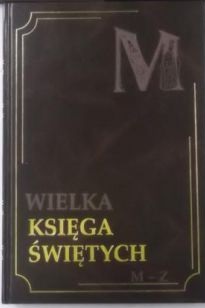 M
WIELKA
KSIĘGA
ŚWIĘTYCH
M - Z